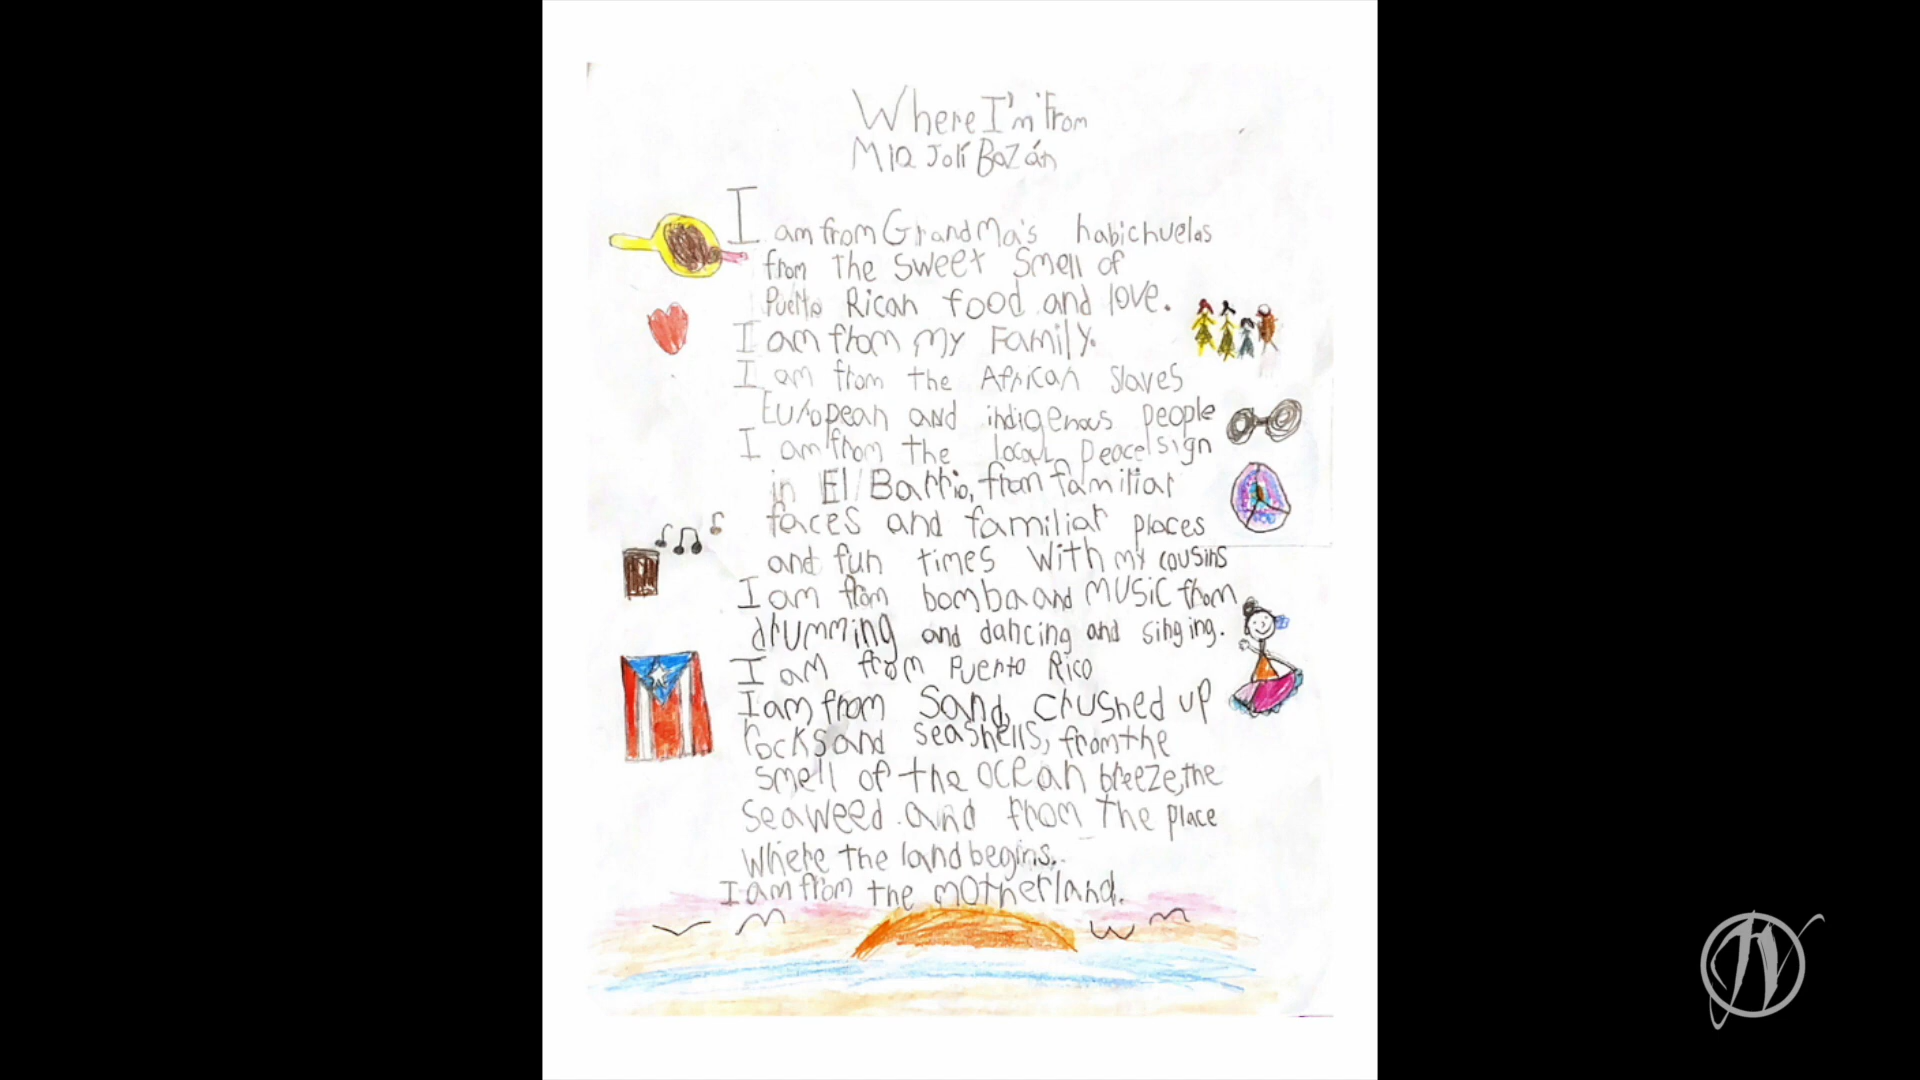 Where I'm From
Mia Jolí Bazán
I am from GrandMa's habichuelas
from the sweet smell of
Puerto Rican food and love.
I am from my Family.
I am from the African slaves
European and indigenous people
I am from the local peace sign
in El Barrio, from familiar
faces and familiar places
and fun times with my cousins
I am from bomba and music from
drumming and dancing and singing.
I am from Puerto Rico
I am from sand, crushed up
rocks and seashells, from the
smell of the ocean breeze, the
seaweed and from the place
where the land begins.
I am from the motherland.